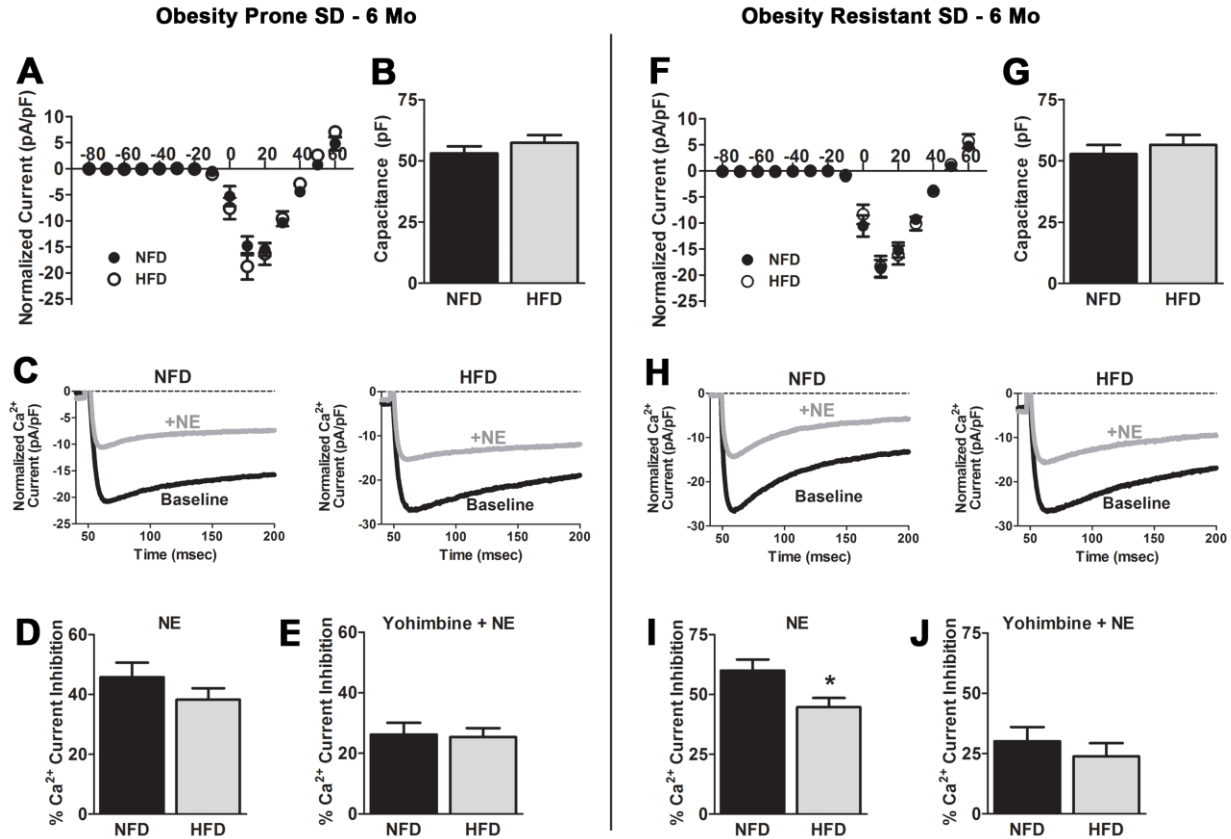 Obesity Prone SD - 6 Mo
A
Normalized Current (pA/pF)
10
5
0
-5
-10
-15
-20
-25
-80 -60 -40 -20 0 20 40 60
NFD
HFD
B
Capacitance (pF)
75
50
25
0
NFD HFD
C
NFD
Normalized Ca2+
Current (pA/pF)
0
-5
-10
-15
-20
-25
+NE
Baseline
50 100 150 200
Time (msec)
HFD
Normalized Ca2+
Current (pA/pF)
0
-10
-20
-30
+NE
Baseline
50 100 150 200
Time (msec)
D
NE
% Ca2+ Current Inhibition
60
40
20
0
NFD HFD
E
Yohimbine + NE
% Ca2+ Current Inhibition
60
40
20
0
NFD HFD
Obesity Resistant SD - 6 Mo
F
Normalized Current (pA/pF)
10
5
0
-5
-10
-15
-20
-25
-80 -60 -40 -20 0 20 40 60
NFD
HFD
G
Capacitance (pF)
75
50
25
0
NFD HFD
H
NFD
Normalized Ca2+
Current (pA/pF)
0
-10
-20
-30
+NE
Baseline
50 100 150 200
Time (msec)
HFD
Normalized Ca2+
Current (pA/pF)
0
-10
-20
-30
+NE
Baseline
50 100 150 200
Time (msec)
I
NE
% Ca2+ Current Inhibition
75
50
25
0
*
NFD HFD
J
Yohimbine + NE
% Ca2+ Current Inhibition
75
50
25
0
NFD HFD